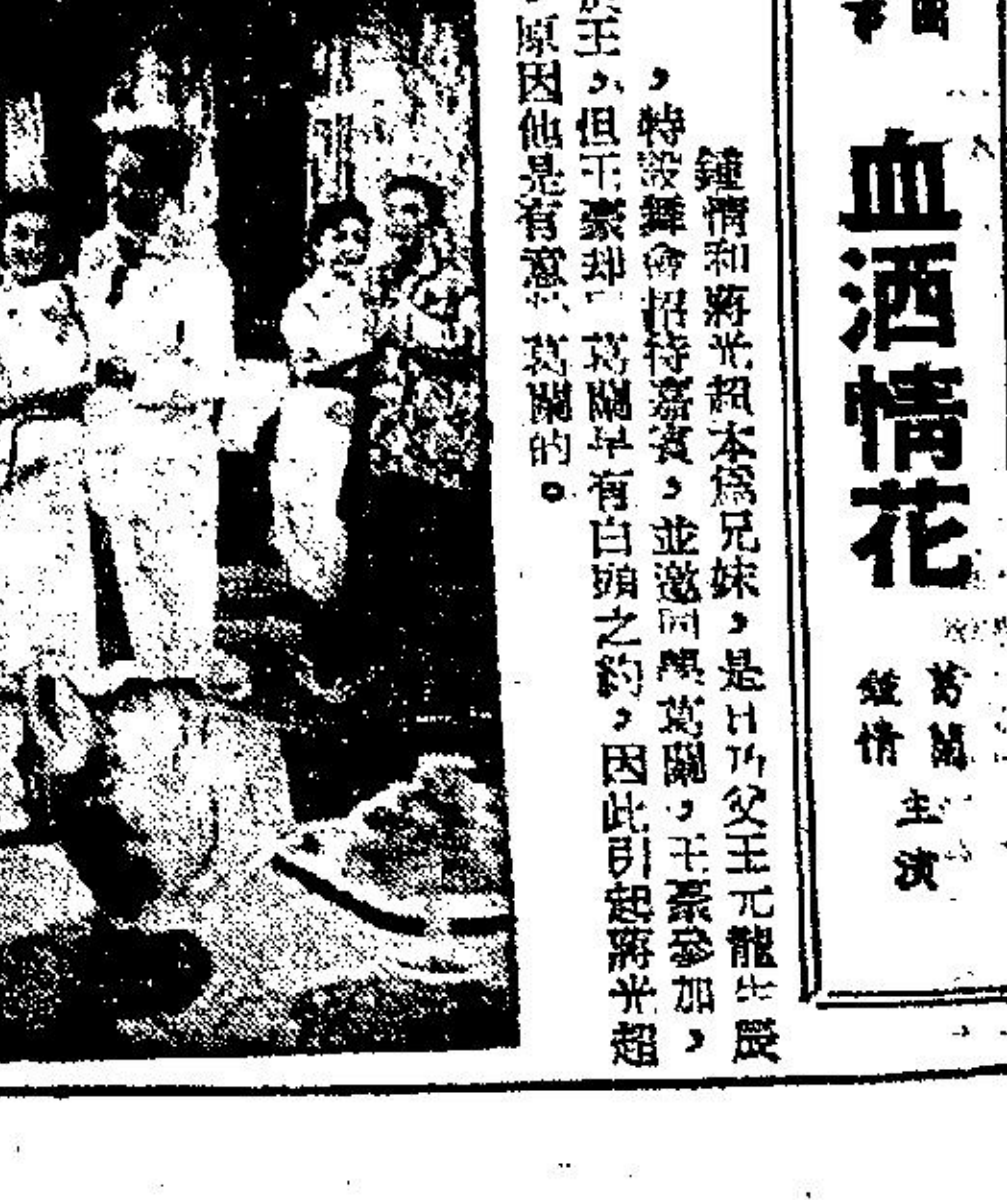 血洒情花
葛蘭
鍾情
主演
鍾情和蔣光超本爲兄妹，是日乃父王元龍生辰
，特設舞會招待嘉賓，並邀同學葛蘭，王豪參加，
王，但王豪却 葛蘭早有白頭之約，因此引起蔣光超
原因他是有意 葛蘭的。